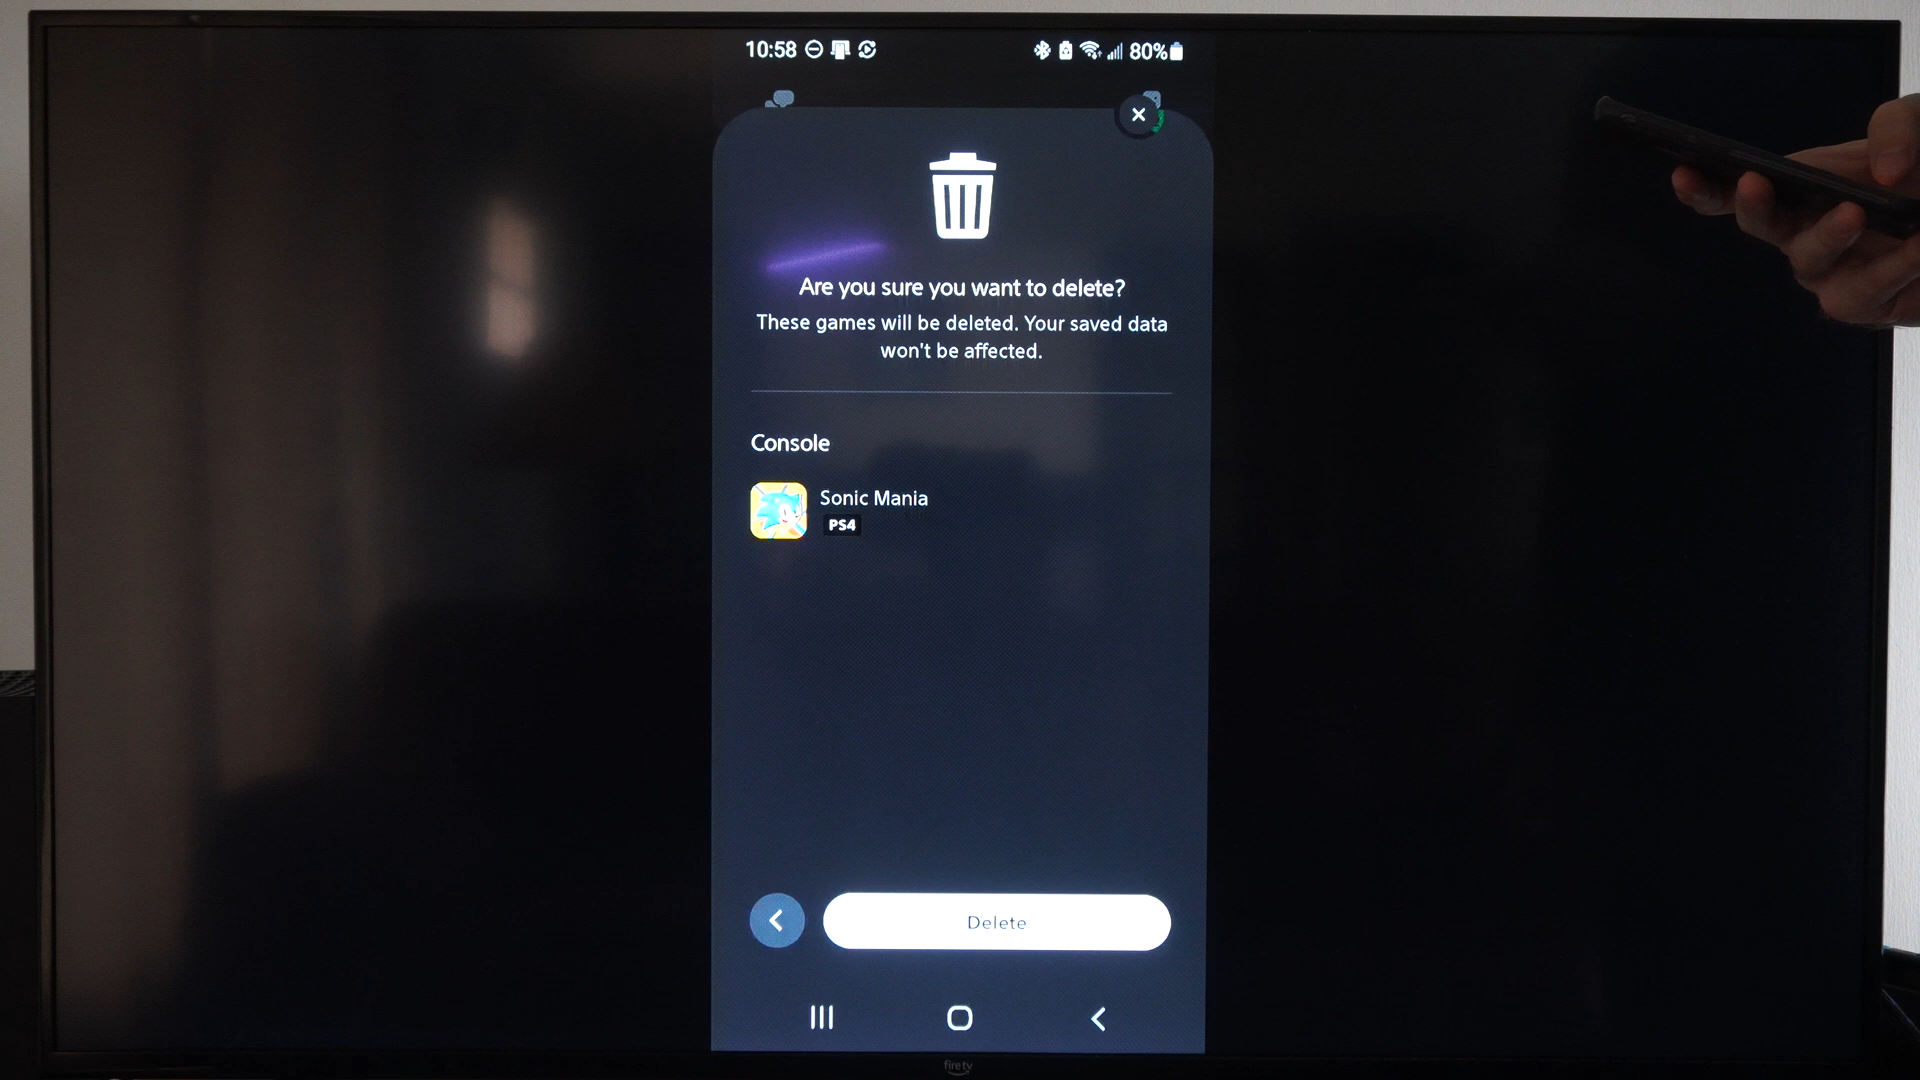 10:58 80%
Are you sure you want to delete?
These games will be deleted. Your saved data
won't be affected.
Console
Sonic Mania
PS4
Delete
firetv